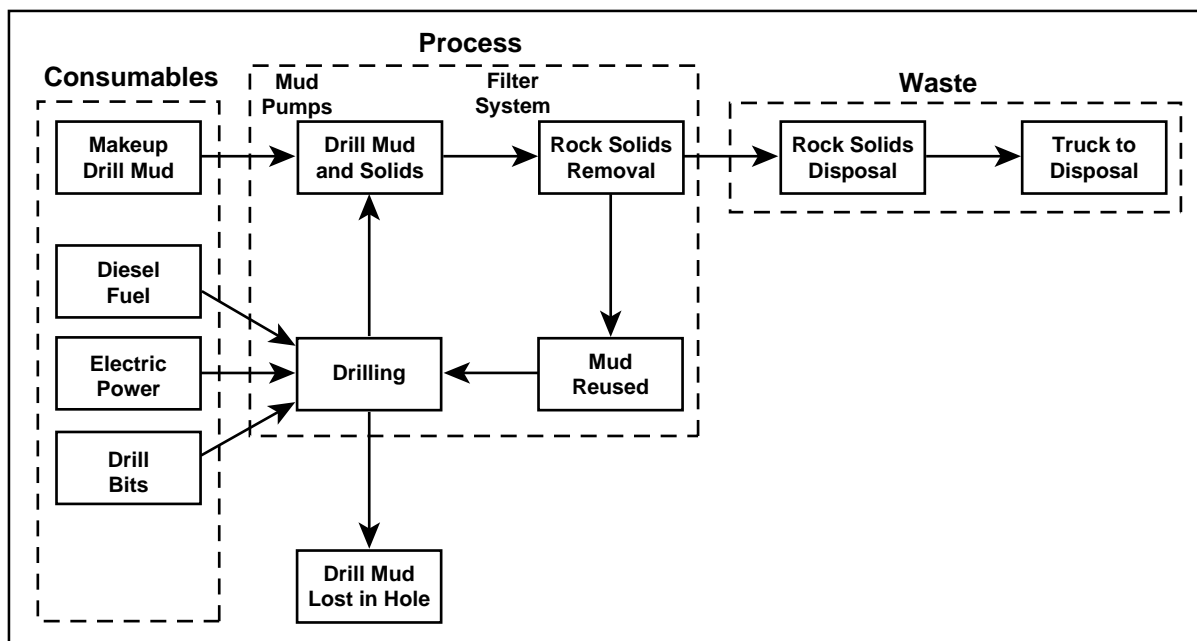 Process
Consumables
Waste
Mud
Pumps
Filter
System
Makeup
Drill Mud
Drill Mud
and Solids
Rock Solids
Removal
Rock Solids
Disposal
Truck to
Disposal
Diesel
Fuel
Electric
Power
Drilling
Mud
Reused
Drill
Bits
Drill Mud
Lost in Hole